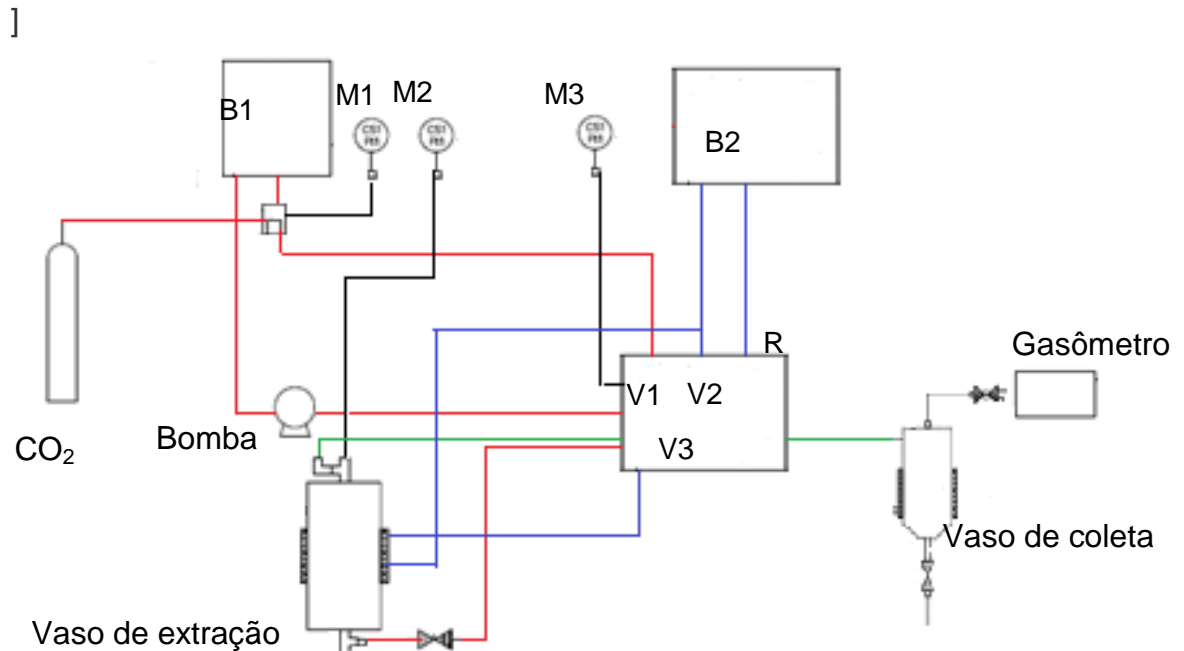 ]
B1
M1
M2
M3
B2
R
Gasômetro
V1
V2
V3
CO₂
Bomba
Vaso de coleta
Vaso de extração